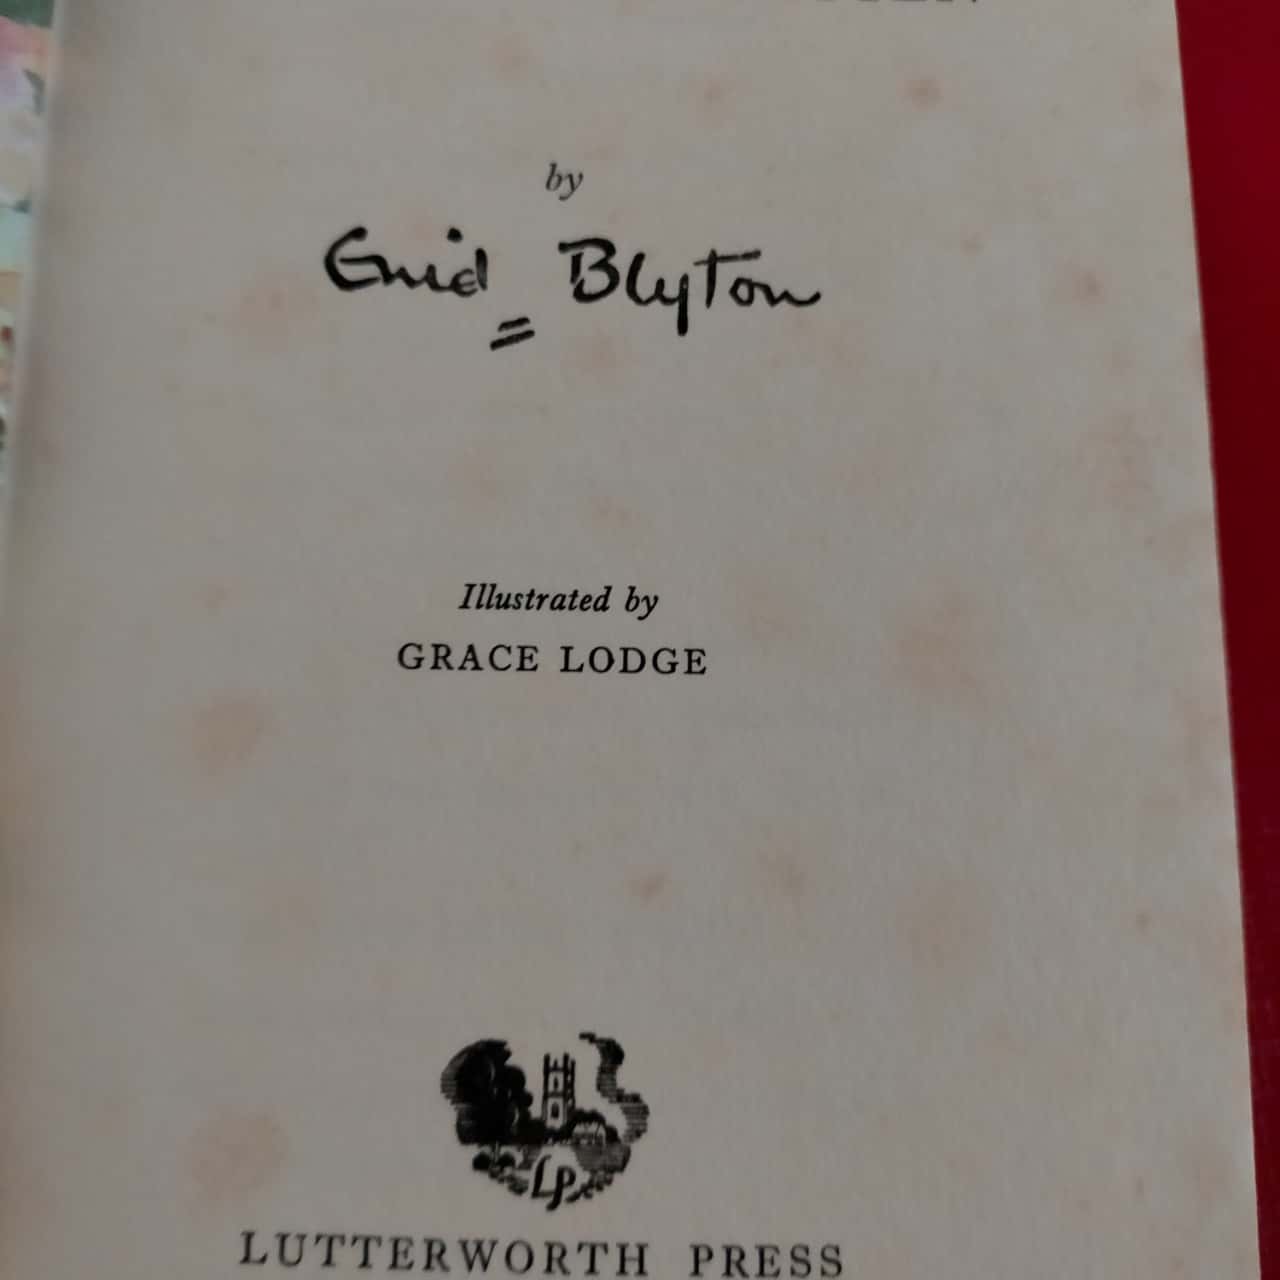 by
Enid Blyton
Illustrated by
GRACE LODGE
LP
LUTTERWORTH PRESS